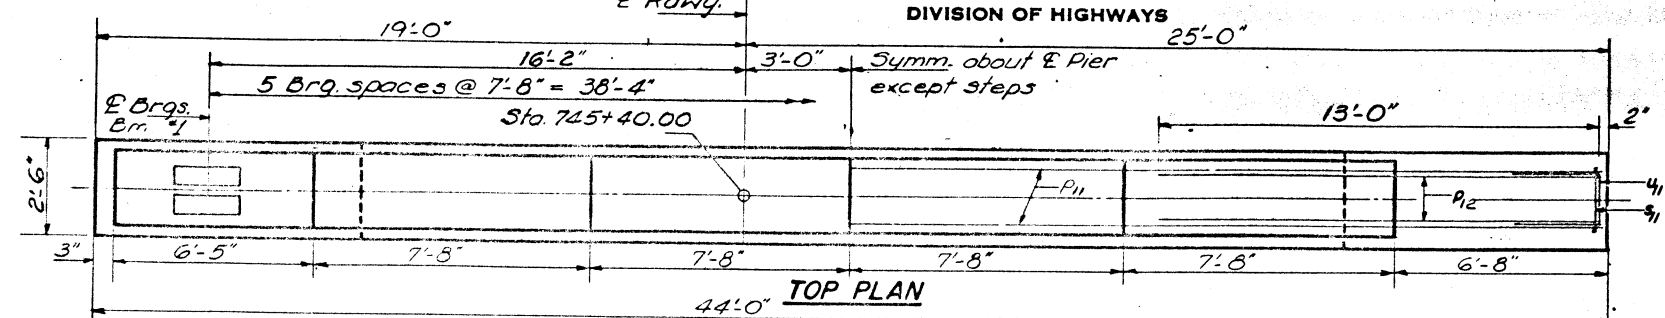 ℄ Rdwy.
DIVISION OF HIGHWAYS
19'-0"
25'-0"
16'-2"
3'-0"
Symm. about ℄ Pier
except steps
5 Brg. spaces @ 7'-8" = 38'-4"
℄ Brgs.
Bm. #1
Sta. 745+40.00
13'-0"
2"
2'-6"
P11
P12
u11
s11
3"
6'-5"
7'-8"
7'-8"
7'-8"
7'-8"
6'-8"
TOP PLAN
44'-0"